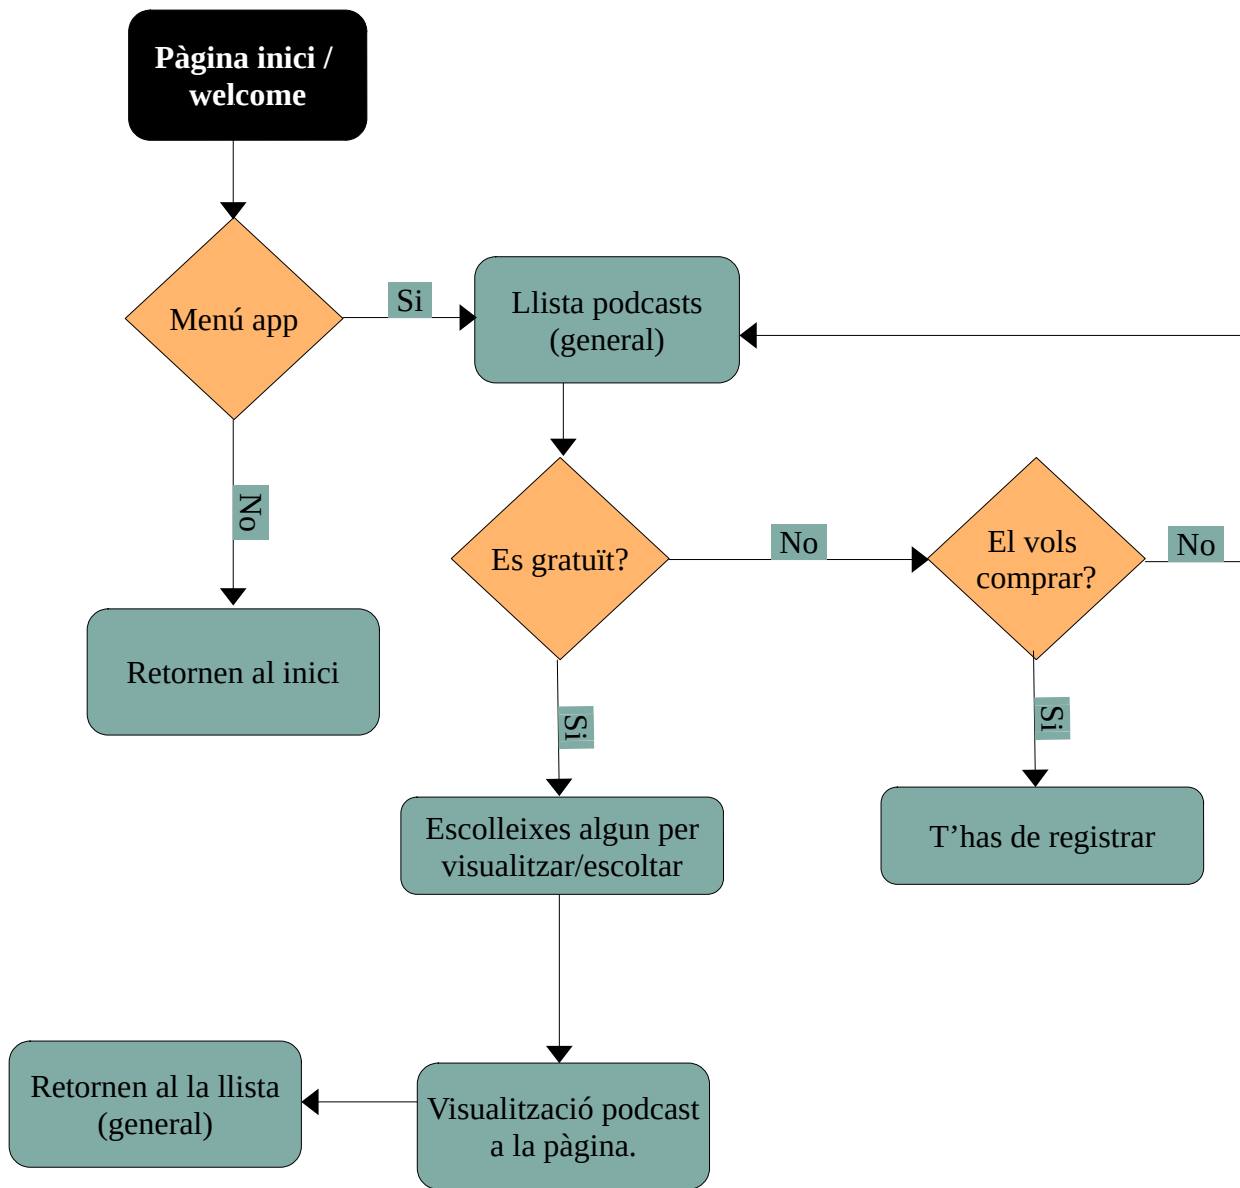 Pàgina inici /
welcome
Menú app
Si
Llista podcasts
(general)
No
Es gratuït?
No
El vols
comprar?
No
Retornen al inici
Si
Si
Escolleixes algun per
visualitzar/escoltar
T’has de registrar
Retornen al la llista
(general)
Visualització podcast
a la pàgina.